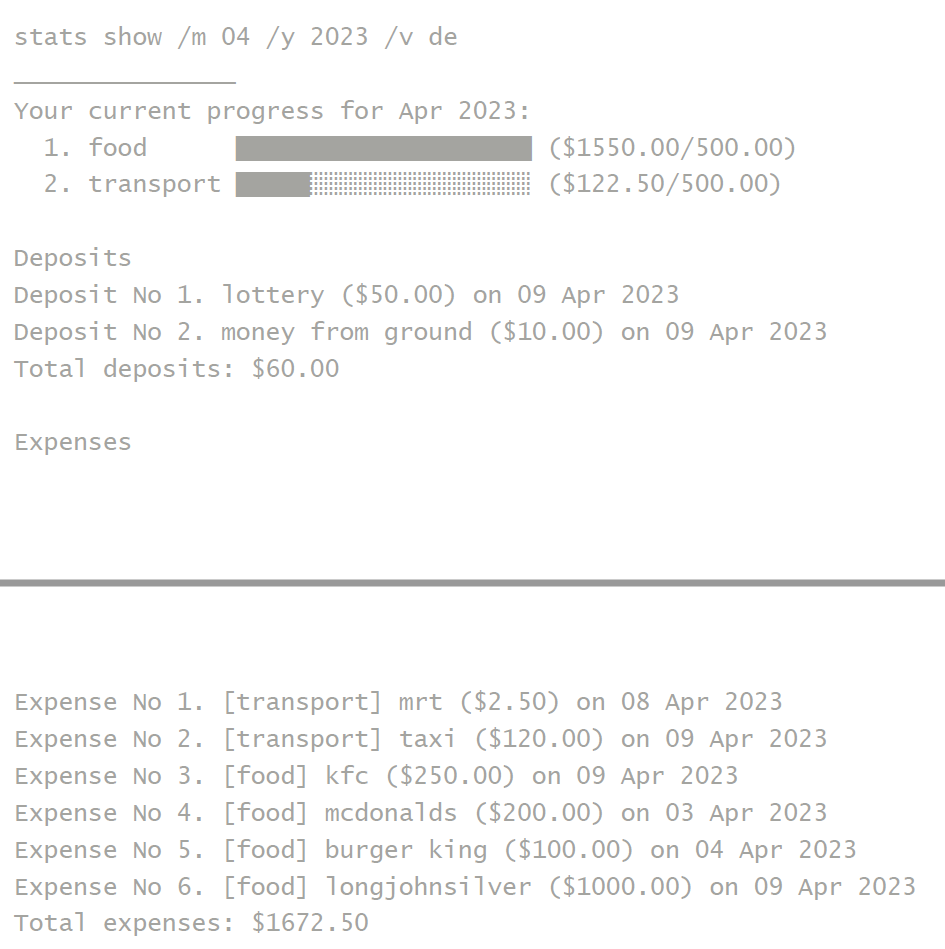 stats show /m 04 /y 2023 /v de
_______________
Your current progress for Apr 2023:
1. food ($1550.00/500.00)
2. transport ($122.50/500.00)
Deposits
Deposit No 1. lottery ($50.00) on 09 Apr 2023
Deposit No 2. money from ground ($10.00) on 09 Apr 2023
Total deposits: $60.00
Expenses
Expense No 1. [transport] mrt ($2.50) on 08 Apr 2023
Expense No 2. [transport] taxi ($120.00) on 09 Apr 2023
Expense No 3. [food] kfc ($250.00) on 09 Apr 2023
Expense No 4. [food] mcdonalds ($200.00) on 03 Apr 2023
Expense No 5. [food] burger king ($100.00) on 04 Apr 2023
Expense No 6. [food] longjohnsilver ($1000.00) on 09 Apr 2023
Total expenses: $1672.50